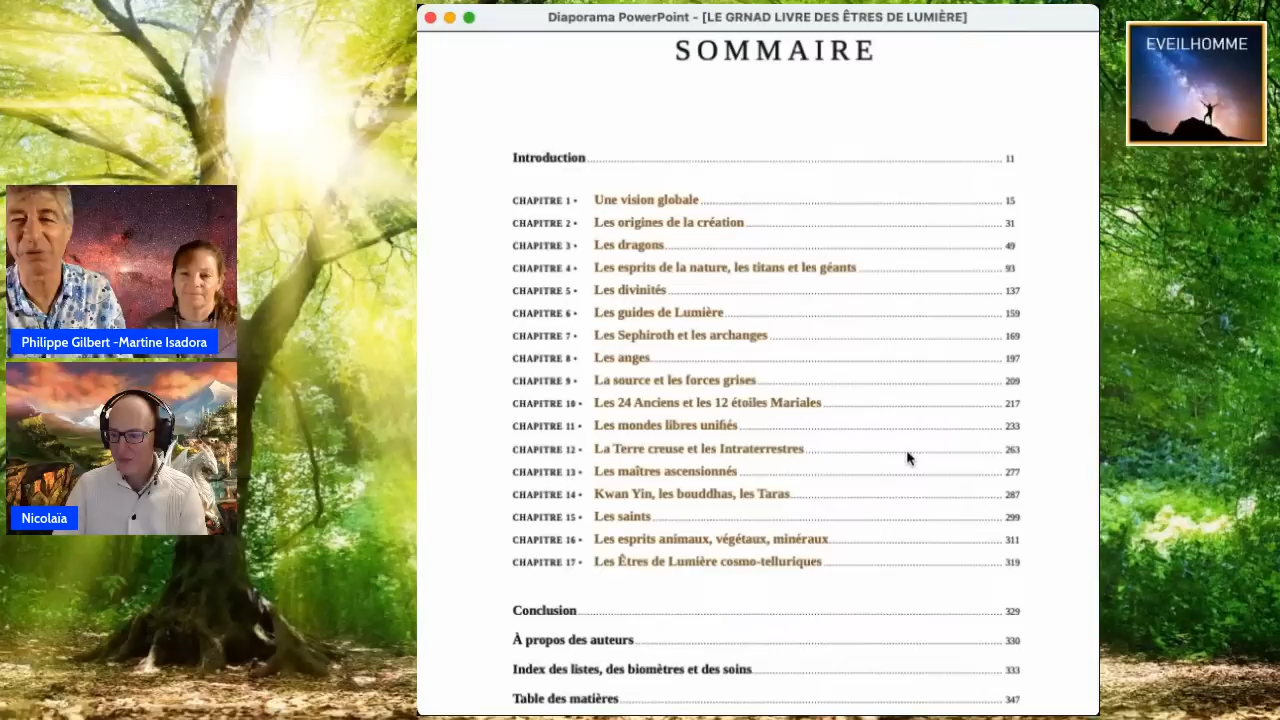 Diaporama PowerPoint - [LE GRNAD LIVRE DES ÊTRES DE LUMIÈRE]
SOMMAIRE
EVEILHOMME
Introduction 11
CHAPITRE 1 • Une vision globale 15
CHAPITRE 2 • Les origines de la création 31
CHAPITRE 3 • Les dragons 49
CHAPITRE 4 • Les esprits de la nature, les titans et les géants 93
CHAPITRE 5 • Les divinités 137
CHAPITRE 6 • Les guides de Lumière 159
CHAPITRE 7 • Les Sephiroth et les archanges 169
CHAPITRE 8 • Les anges 197
CHAPITRE 9 • La source et les forces grises 209
CHAPITRE 10 • Les 24 Anciens et les 12 étoiles Mariales 217
CHAPITRE 11 • Les mondes libres unifiés 233
CHAPITRE 12 • La Terre creuse et les Intraterrestres 263
CHAPITRE 13 • Les maîtres ascensionnés 277
CHAPITRE 14 • Kwan Yin, les bouddhas, les Taras 287
CHAPITRE 15 • Les saints 299
CHAPITRE 16 • Les esprits animaux, végétaux, minéraux 311
CHAPITRE 17 • Les Êtres de Lumière cosmo-telluriques 319
Conclusion 329
À propos des auteurs 330
Index des listes, des biomètres et des soins 333
Table des matières 347
Philippe Gilbert -Martine Isadora
Nicolaïa